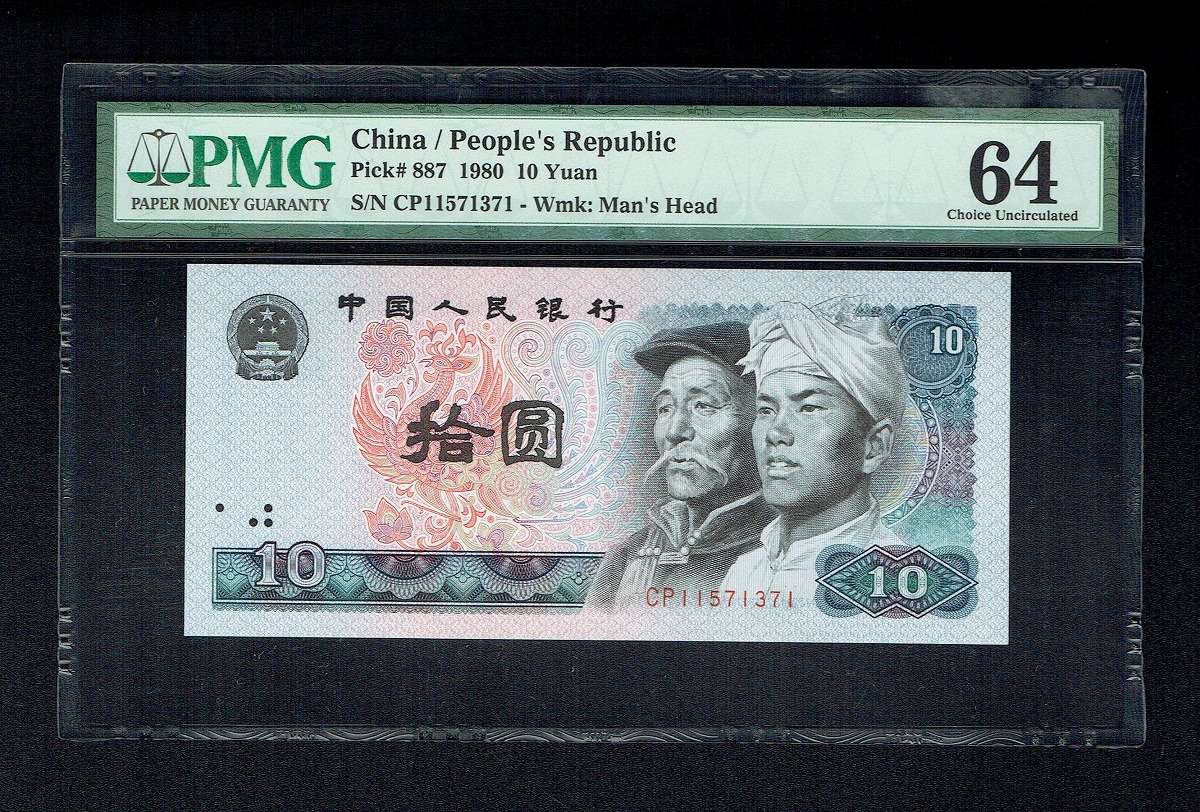 PMG
PAPER MONEY GUARANTY
China / People's Republic
Pick# 887 1980 10 Yuan
S/N CP11571371 - Wmk: Man's Head
64
Choice Uncirculated
中国人民银行
10
拾圆
10
CP11571371
10